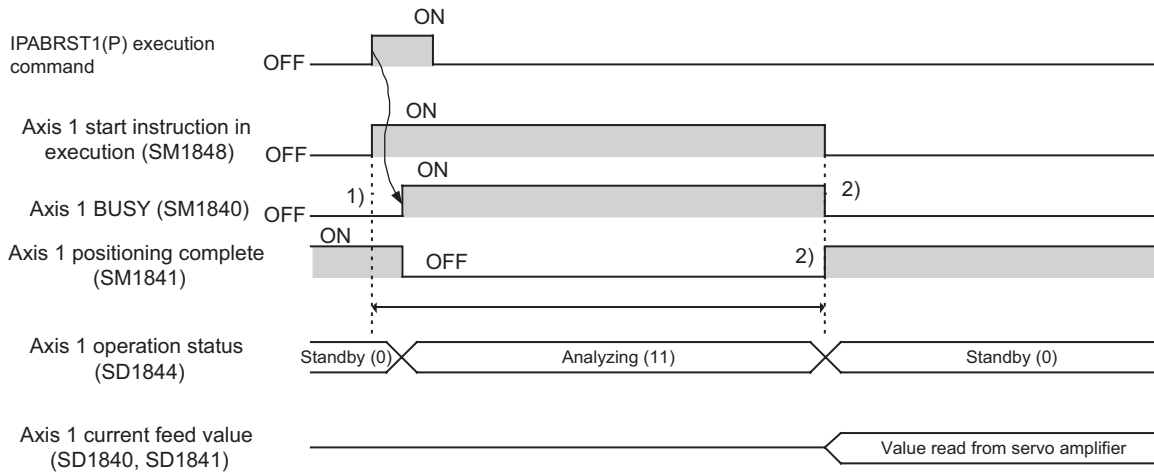 ON
IPABRST1(P) execution
command
OFF
ON
Axis 1 start instruction in
execution (SM1848)
OFF
ON
1)
2)
Axis 1 BUSY (SM1840)
OFF
ON
Axis 1 positioning complete
(SM1841)
OFF
2)
Axis 1 operation status
(SD1844)
Standby (0)
Analyzing (11)
Standby (0)
Axis 1 current feed value
(SD1840, SD1841)
Value read from servo amplifier